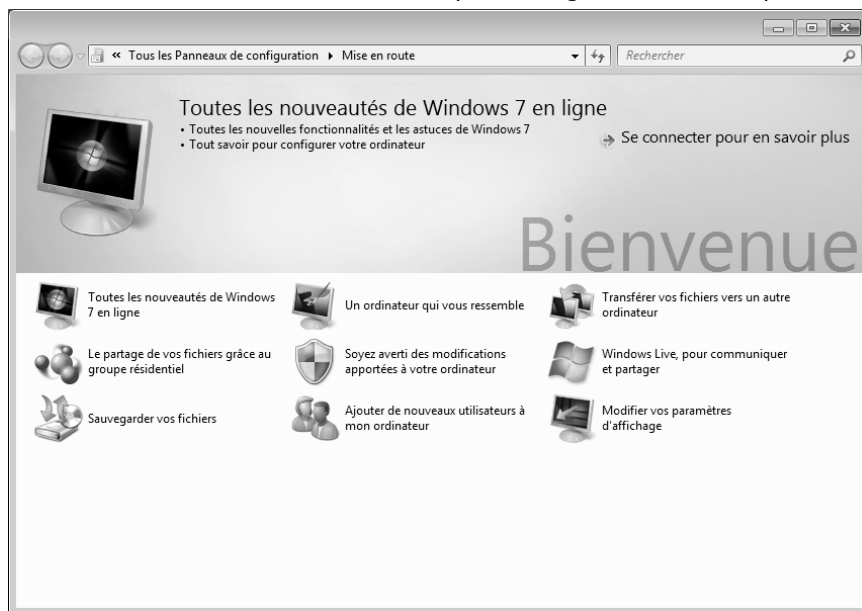 « Tous les Panneaux de configuration ▸ Mise en route
Rechercher
Toutes les nouveautés de Windows 7 en ligne
• Toutes les nouvelles fonctionnalités et les astuces de Windows 7
• Tout savoir pour configurer votre ordinateur
Se connecter pour en savoir plus
Bienvenue
Toutes les nouveautés de Windows
7 en ligne
Un ordinateur qui vous ressemble
Transférer vos fichiers vers un autre
ordinateur
Le partage de vos fichiers grâce au
groupe résidentiel
Soyez averti des modifications
apportées à votre ordinateur
Windows Live, pour communiquer
et partager
Sauvegarder vos fichiers
Ajouter de nouveaux utilisateurs à
mon ordinateur
Modifier vos paramètres
d'affichage